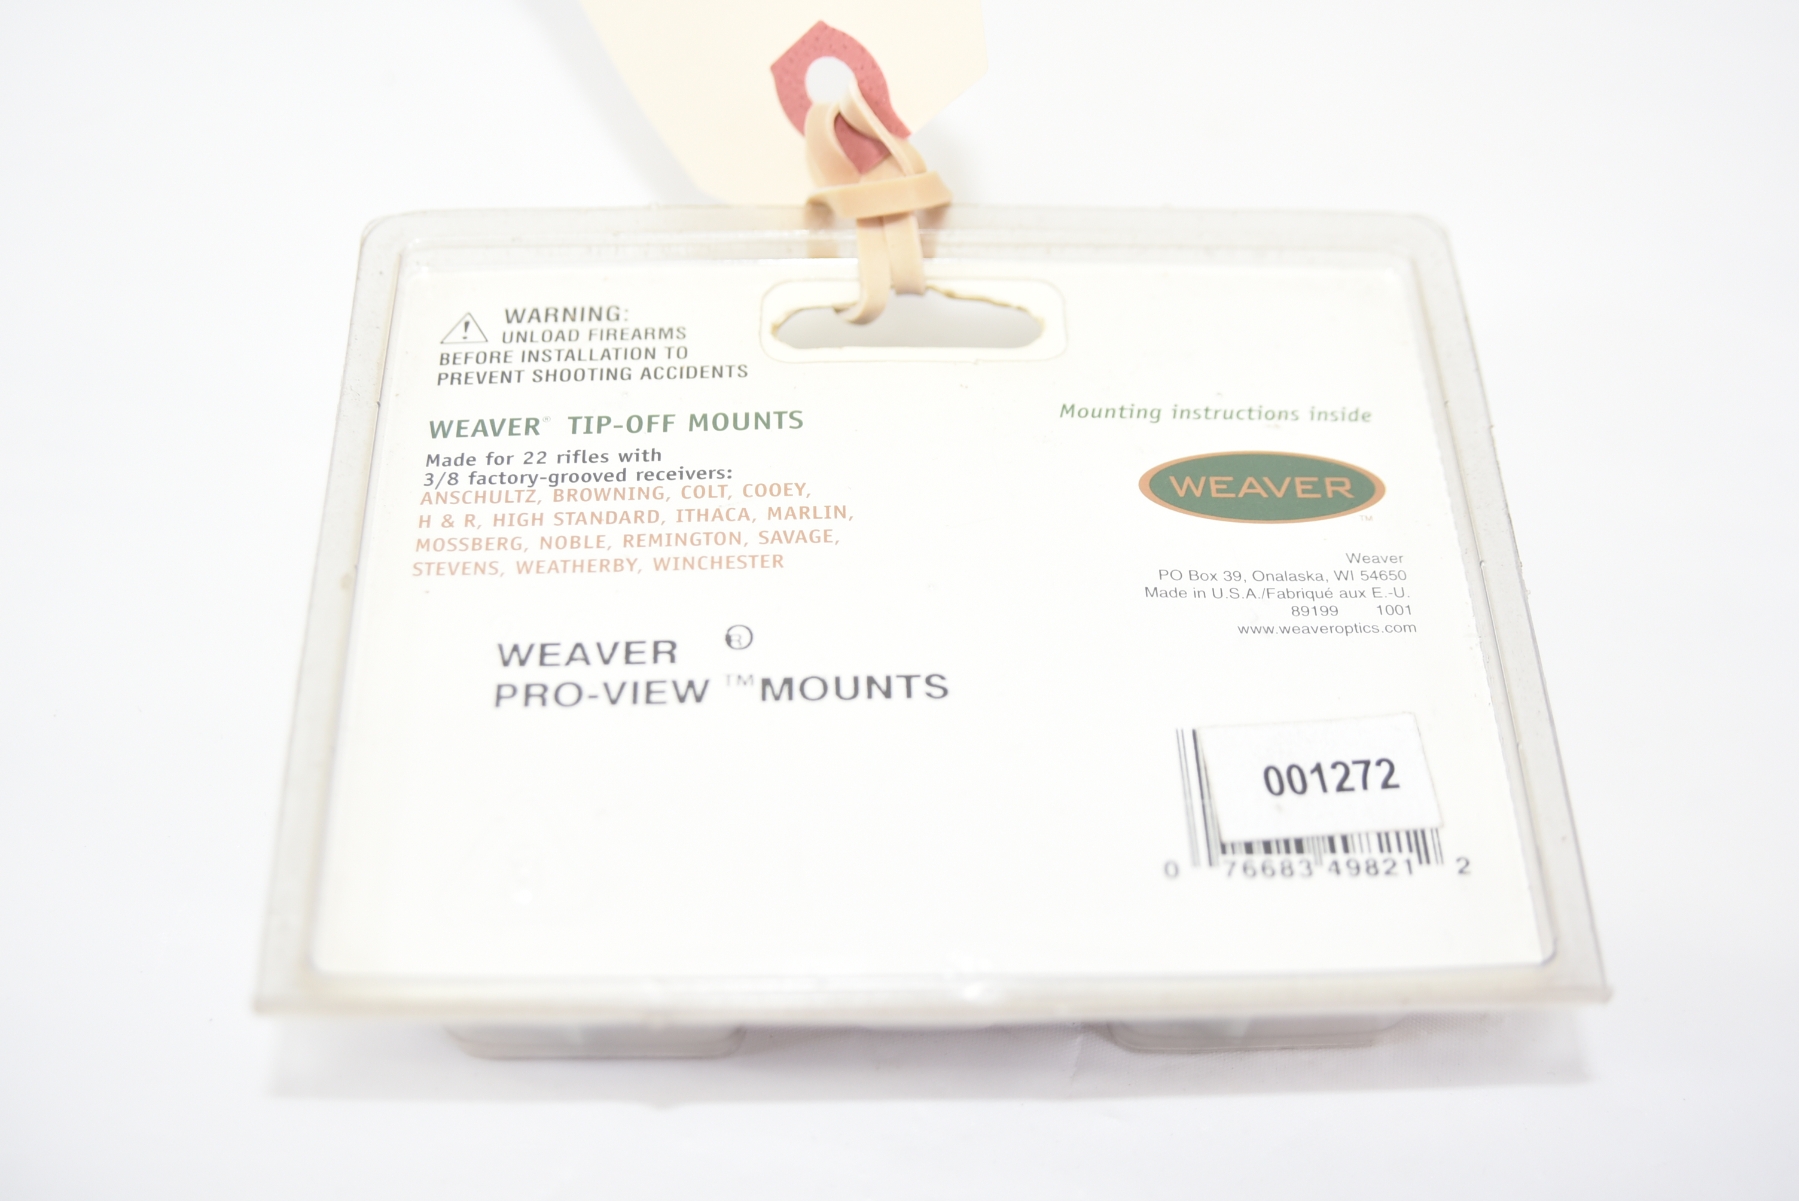 WARNING:
UNLOAD FIREARMS
BEFORE INSTALLATION TO
PREVENT SHOOTING ACCIDENTS
WEAVER® TIP-OFF MOUNTS
Made for 22 rifles with
3/8 factory-grooved receivers:
ANSCHULTZ, BROWNING, COLT, COOEY,
H & R, HIGH STANDARD, ITHACA, MARLIN,
MOSSBERG, NOBLE, REMINGTON, SAVAGE,
STEVENS, WEATHERBY, WINCHESTER
WEAVER ®
PRO-VIEW ™ MOUNTS
Mounting instructions inside
WEAVER ™
Weaver
PO Box 39, Onalaska, WI 54650
Made in U.S.A./Fabriqué aux E.-U.
89199 1001
www.weaveroptics.com
001272
0 76683 49821 2